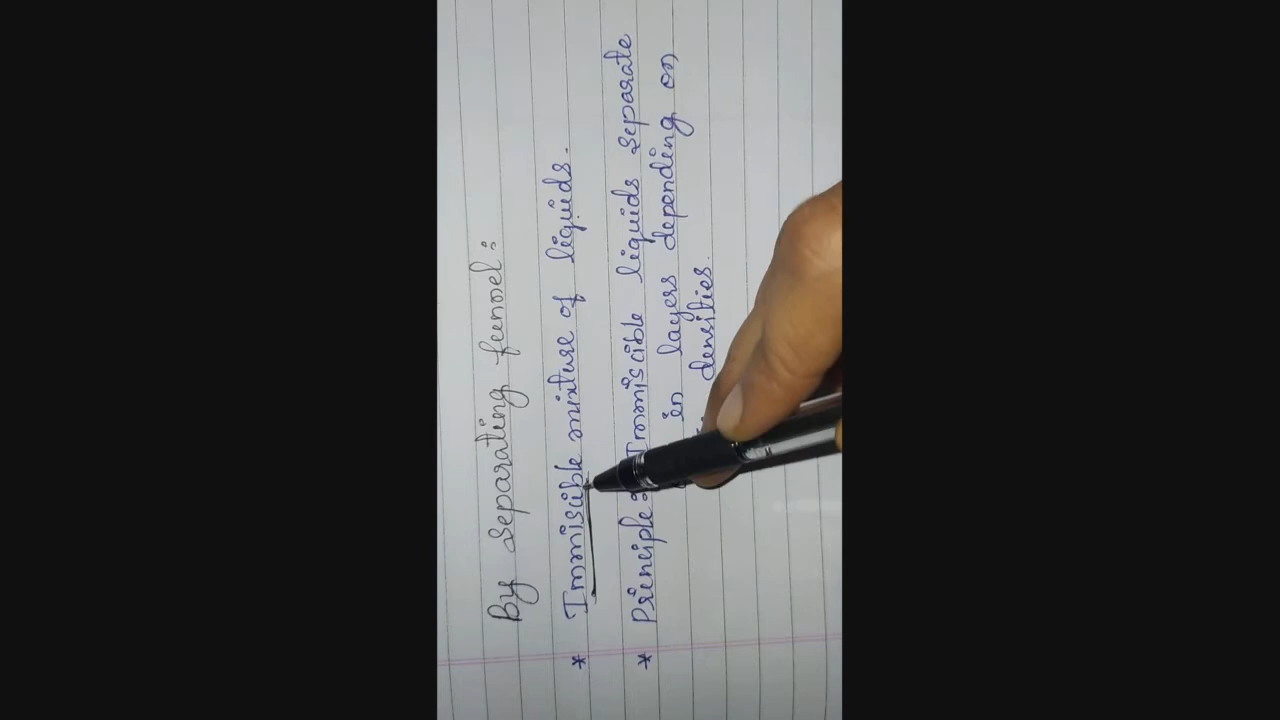 By separating funnel:
* Immiscible mixture of liquids.
* Principle: Immiscible liquids separate
in layers depending on
densities.